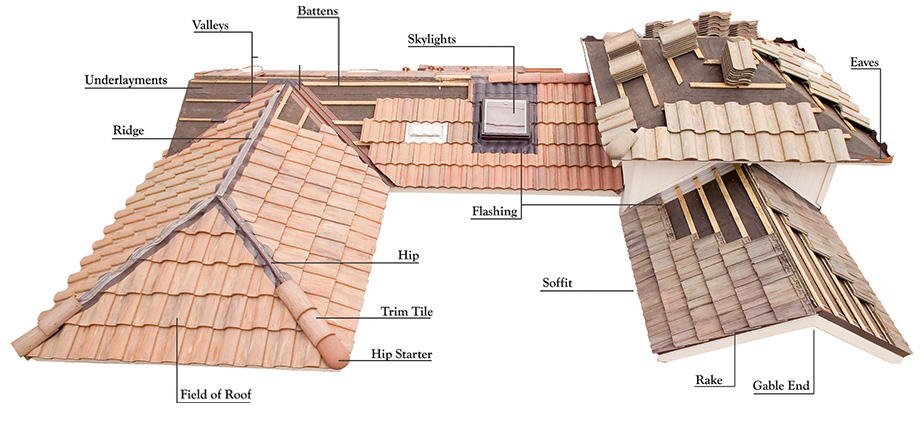 Battens
Valleys
Skylights
Eaves
Underlayments
Ridge
Flashing
Hip
Soffit
Trim Tile
Hip Starter
Rake
Gable End
Field of Roof